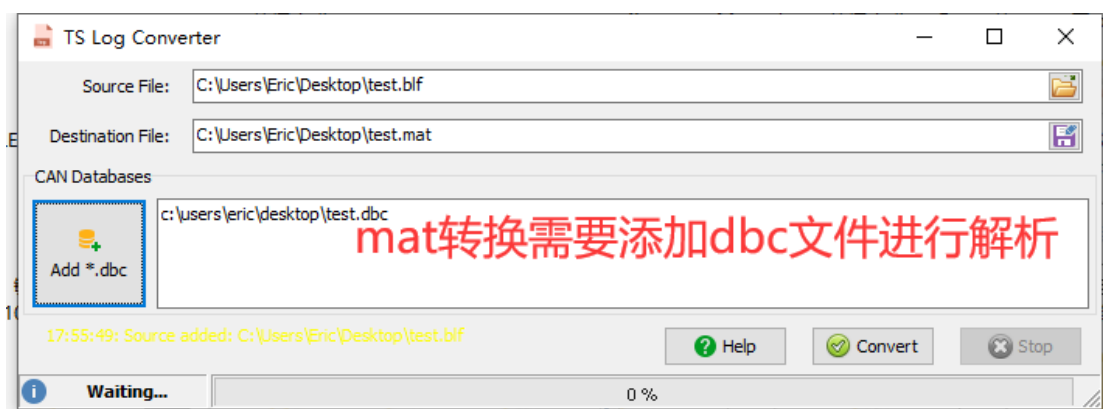 TS Log Converter
Source File: C:\Users\Eric\Desktop\test.blf
Destination File: C:\Users\Eric\Desktop\test.mat
CAN Databases
Add *.dbc
c:\users\eric\desktop\test.dbc
mat转换需要添加dbc文件进行解析
17:55:49: Source added: C:\Users\Eric\Desktop\test.blf
Help
Convert
Stop
Waiting...
0 %